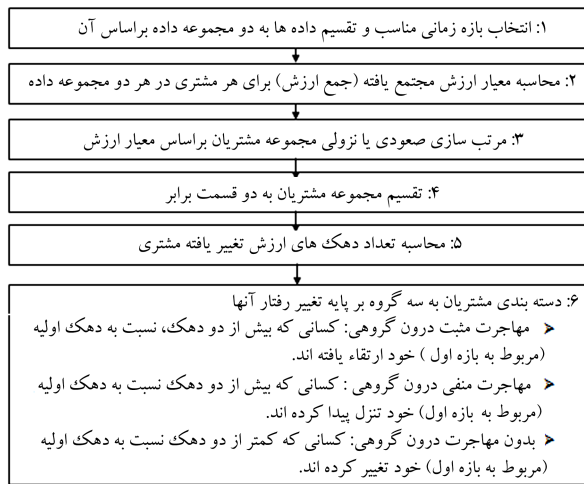 ۱: انتخاب بازه زمانی مناسب و تقسیم داده ها به دو مجموعه داده براساس آن
۲: محاسبه معیار ارزش مجتمع یافته (جمع ارزش) برای هر مشتری در هر دو مجموعه داده
۳: مرتب سازی صعودی یا نزولی مجموعه مشتریان براساس معیار ارزش
۴: تقسیم مجموعه مشتریان به دو قسمت برابر
۵: محاسبه تعداد دهک های ارزش تغییر یافته مشتری
۶: دسته بندی مشتریان به سه گروه بر پایه تغییر رفتار آنها
➤ مهاجرت مثبت درون گروهی: کسانی که بیش از دو دهک، نسبت به دهک اولیه
(مربوط به بازه اول ) خود ارتقاء یافته اند.
➤ مهاجرت منفی درون گروهی : کسانی که بیش از دو دهک نسبت به دهک اولیه
(مربوط به بازه اول) خود تنزل پیدا کرده اند.
➤ بدون مهاجرت درون گروهی: کسانی که کمتر از دو دهک نسبت به دهک اولیه
(مربوط به بازه اول) خود تغییر کرده اند.